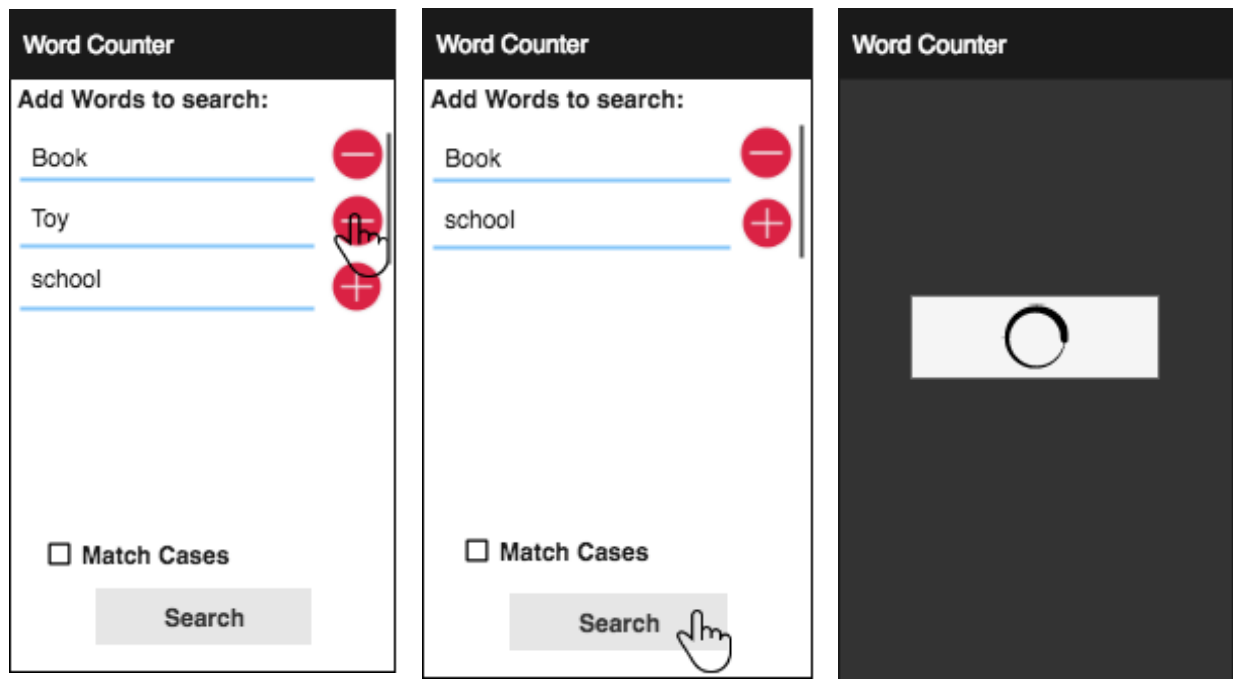 Word Counter
Add Words to search:
Book
Toy
school
Match Cases
Search
Word Counter
Add Words to search:
Book
school
Match Cases
Search
Word Counter